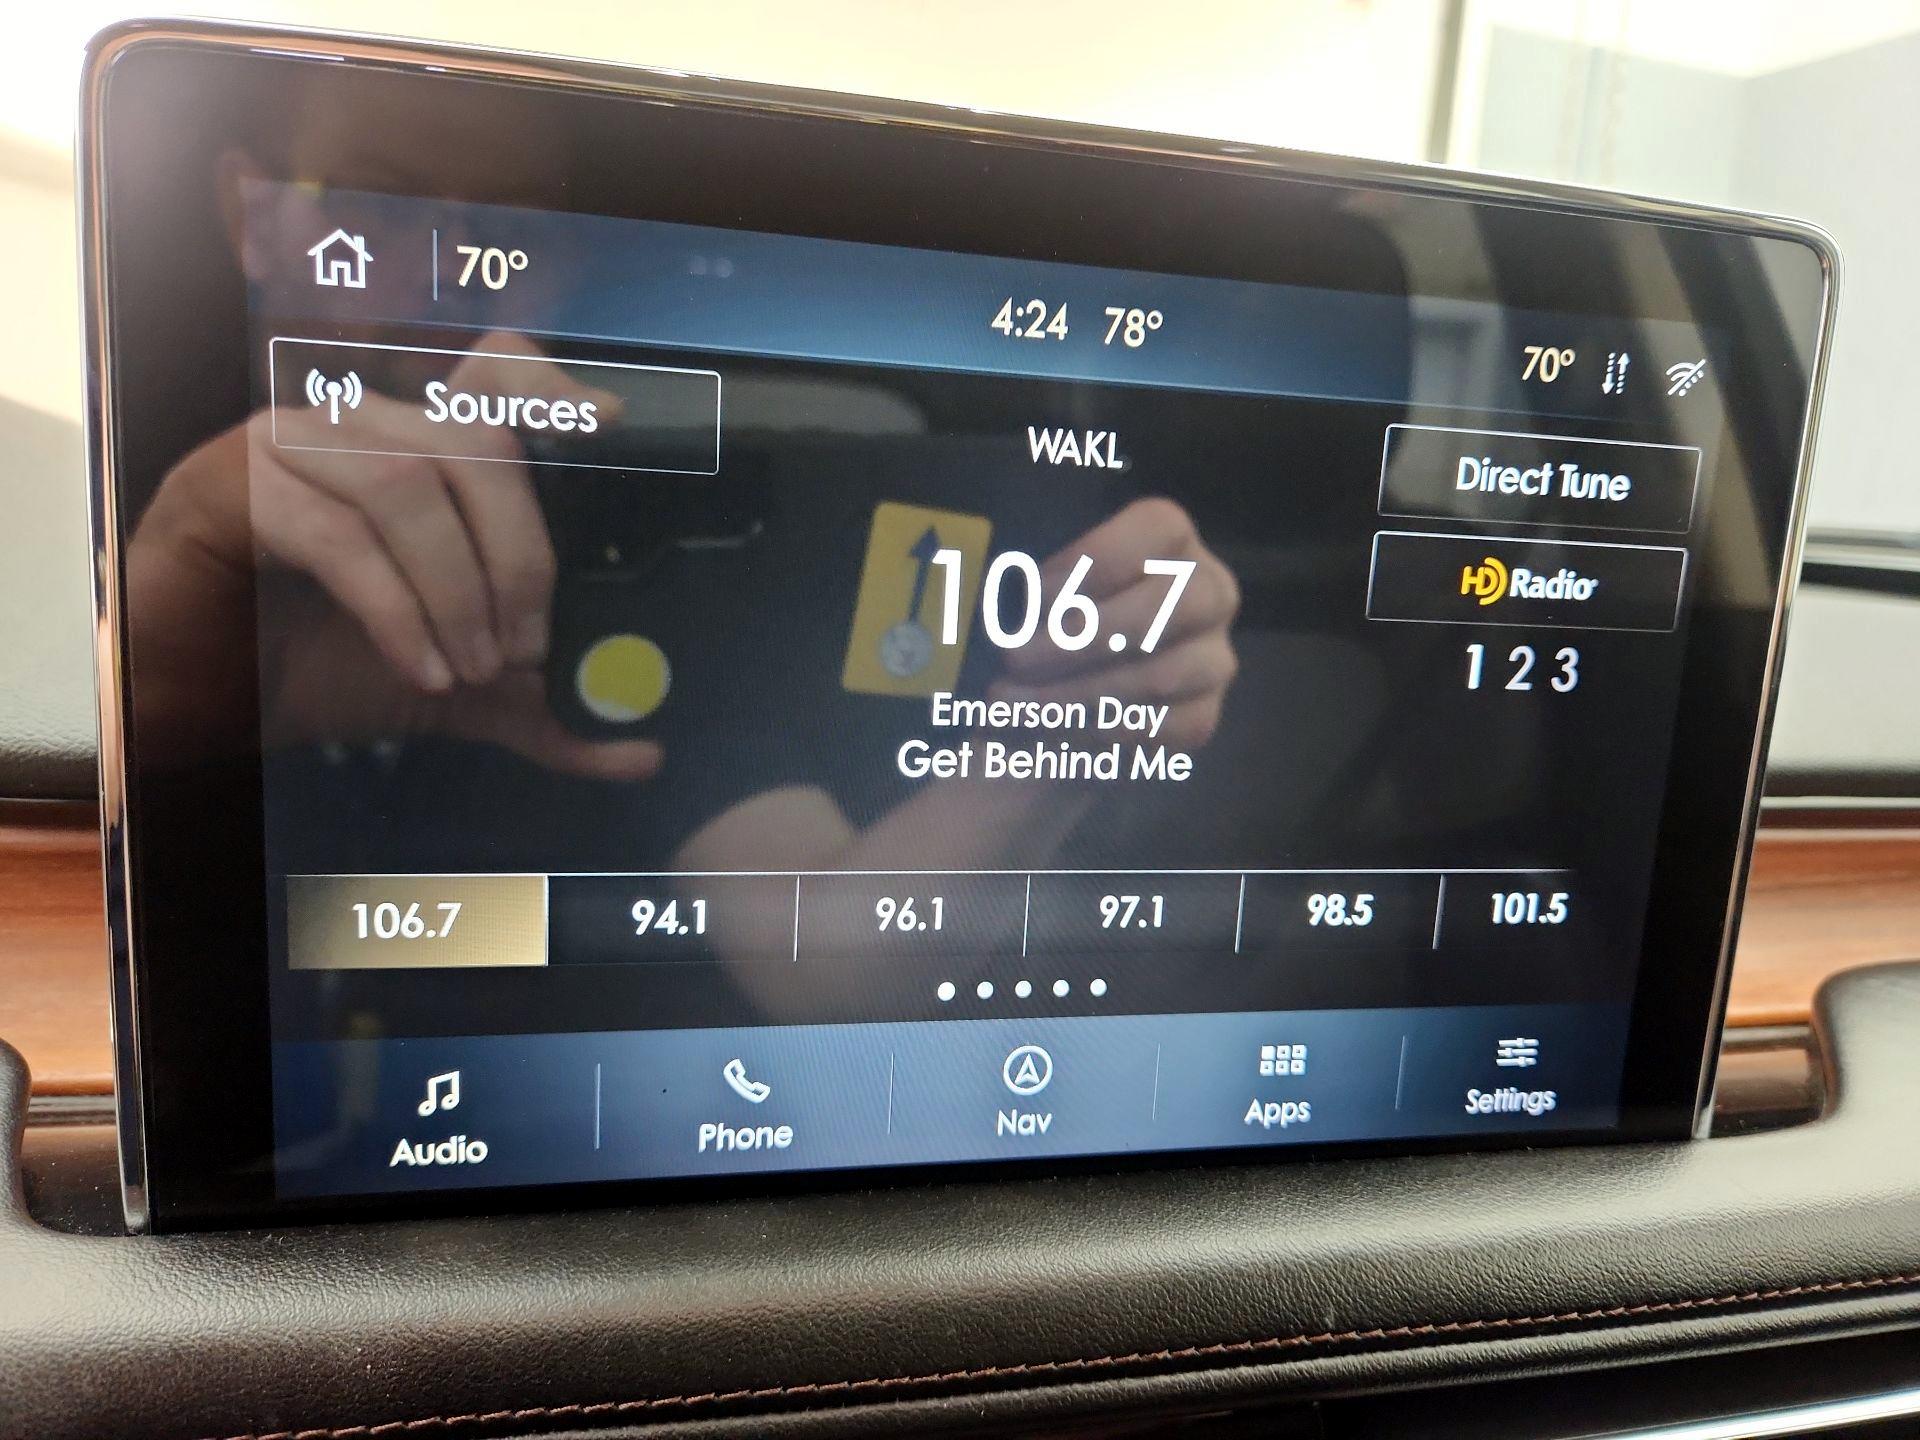 70°
4:24 78°
70°
Sources
WAKL
Direct Tune
HD Radio
106.7
1 2 3
Emerson Day
Get Behind Me
106.7 94.1 96.1 97.1 98.5 101.5
Audio Phone Nav Apps Settings